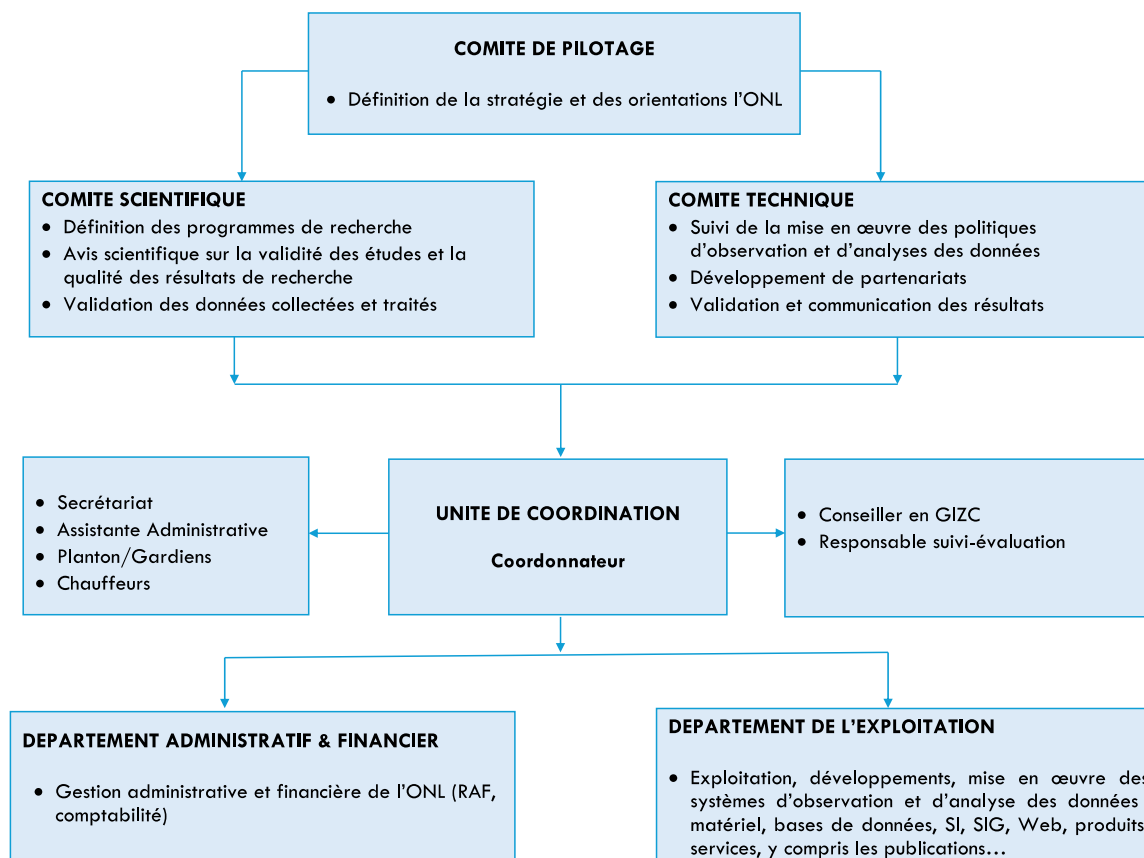 COMITE DE PILOTAGE
• Définition de la stratégie et des orientations l'ONL
COMITE SCIENTIFIQUE
• Définition des programmes de recherche
• Avis scientifique sur la validité des études et la
qualité des résultats de recherche
• Validation des données collectées et traités
COMITE TECHNIQUE
• Suivi de la mise en œuvre des politiques
d'observation et d'analyses des données
• Développement de partenariats
• Validation et communication des résultats
• Secrétariat
• Assistante Administrative
• Planton/Gardiens
• Chauffeurs
UNITE DE COORDINATION
Coordonnateur
• Conseiller en GIZC
• Responsable suivi-évaluation
DEPARTEMENT ADMINISTRATIF & FINANCIER
• Gestion administrative et financière de l'ONL (RAF,
comptabilité)
DEPARTEMENT DE L'EXPLOITATION
• Exploitation, développements, mise en œuvre des
systèmes d'observation et d'analyse des données
matériel, bases de données, SI, SIG, Web, produits
services, y compris les publications…